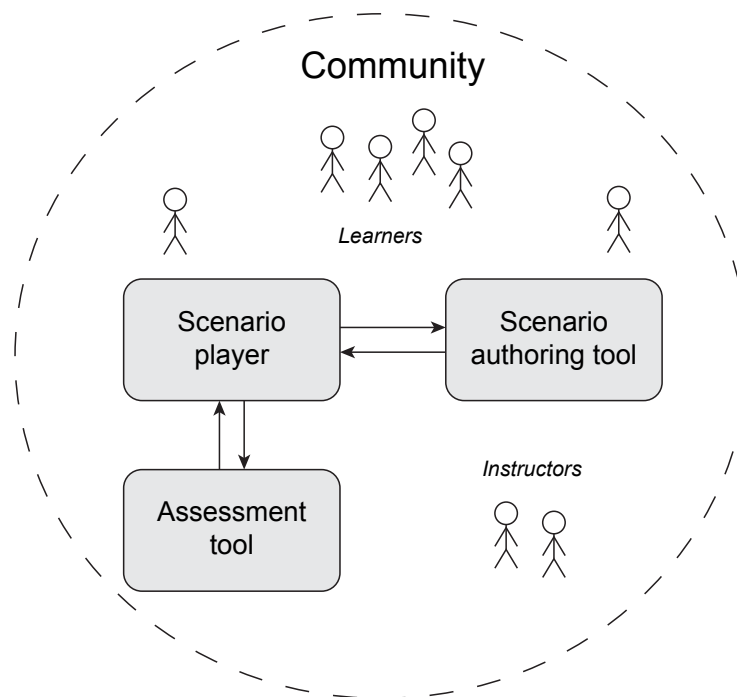 Community
Learners
Scenario
player
Scenario
authoring tool
Instructors
Assessment
tool